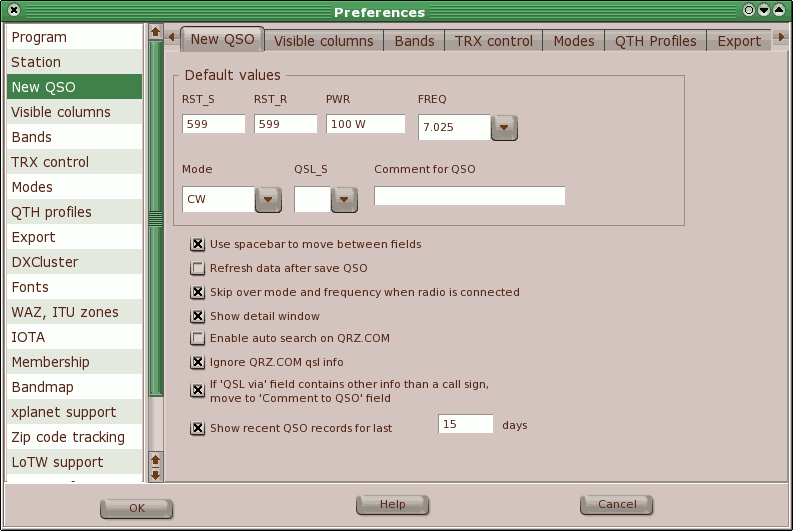 Preferences
Program
Station
New QSO
Visible columns
Bands
TRX control
Modes
QTH profiles
Export
DXCluster
Fonts
WAZ, ITU zones
IOTA
Membership
Bandmap
xplanet support
Zip code tracking
LoTW support
New QSO Visible columns Bands TRX control Modes QTH Profiles Export
Default values
RST_S RST_R PWR FREQ
599 599 100 W 7.025
Mode QSL_S Comment for QSO
CW
Use spacebar to move between fields
Refresh data after save QSO
Skip over mode and frequency when radio is connected
Show detail window
Enable auto search on QRZ.COM
Ignore QRZ.COM qsl info
If 'QSL via' field contains other info than a call sign,
move to 'Comment to QSO' field
Show recent QSO records for last 15 days
OK Help Cancel